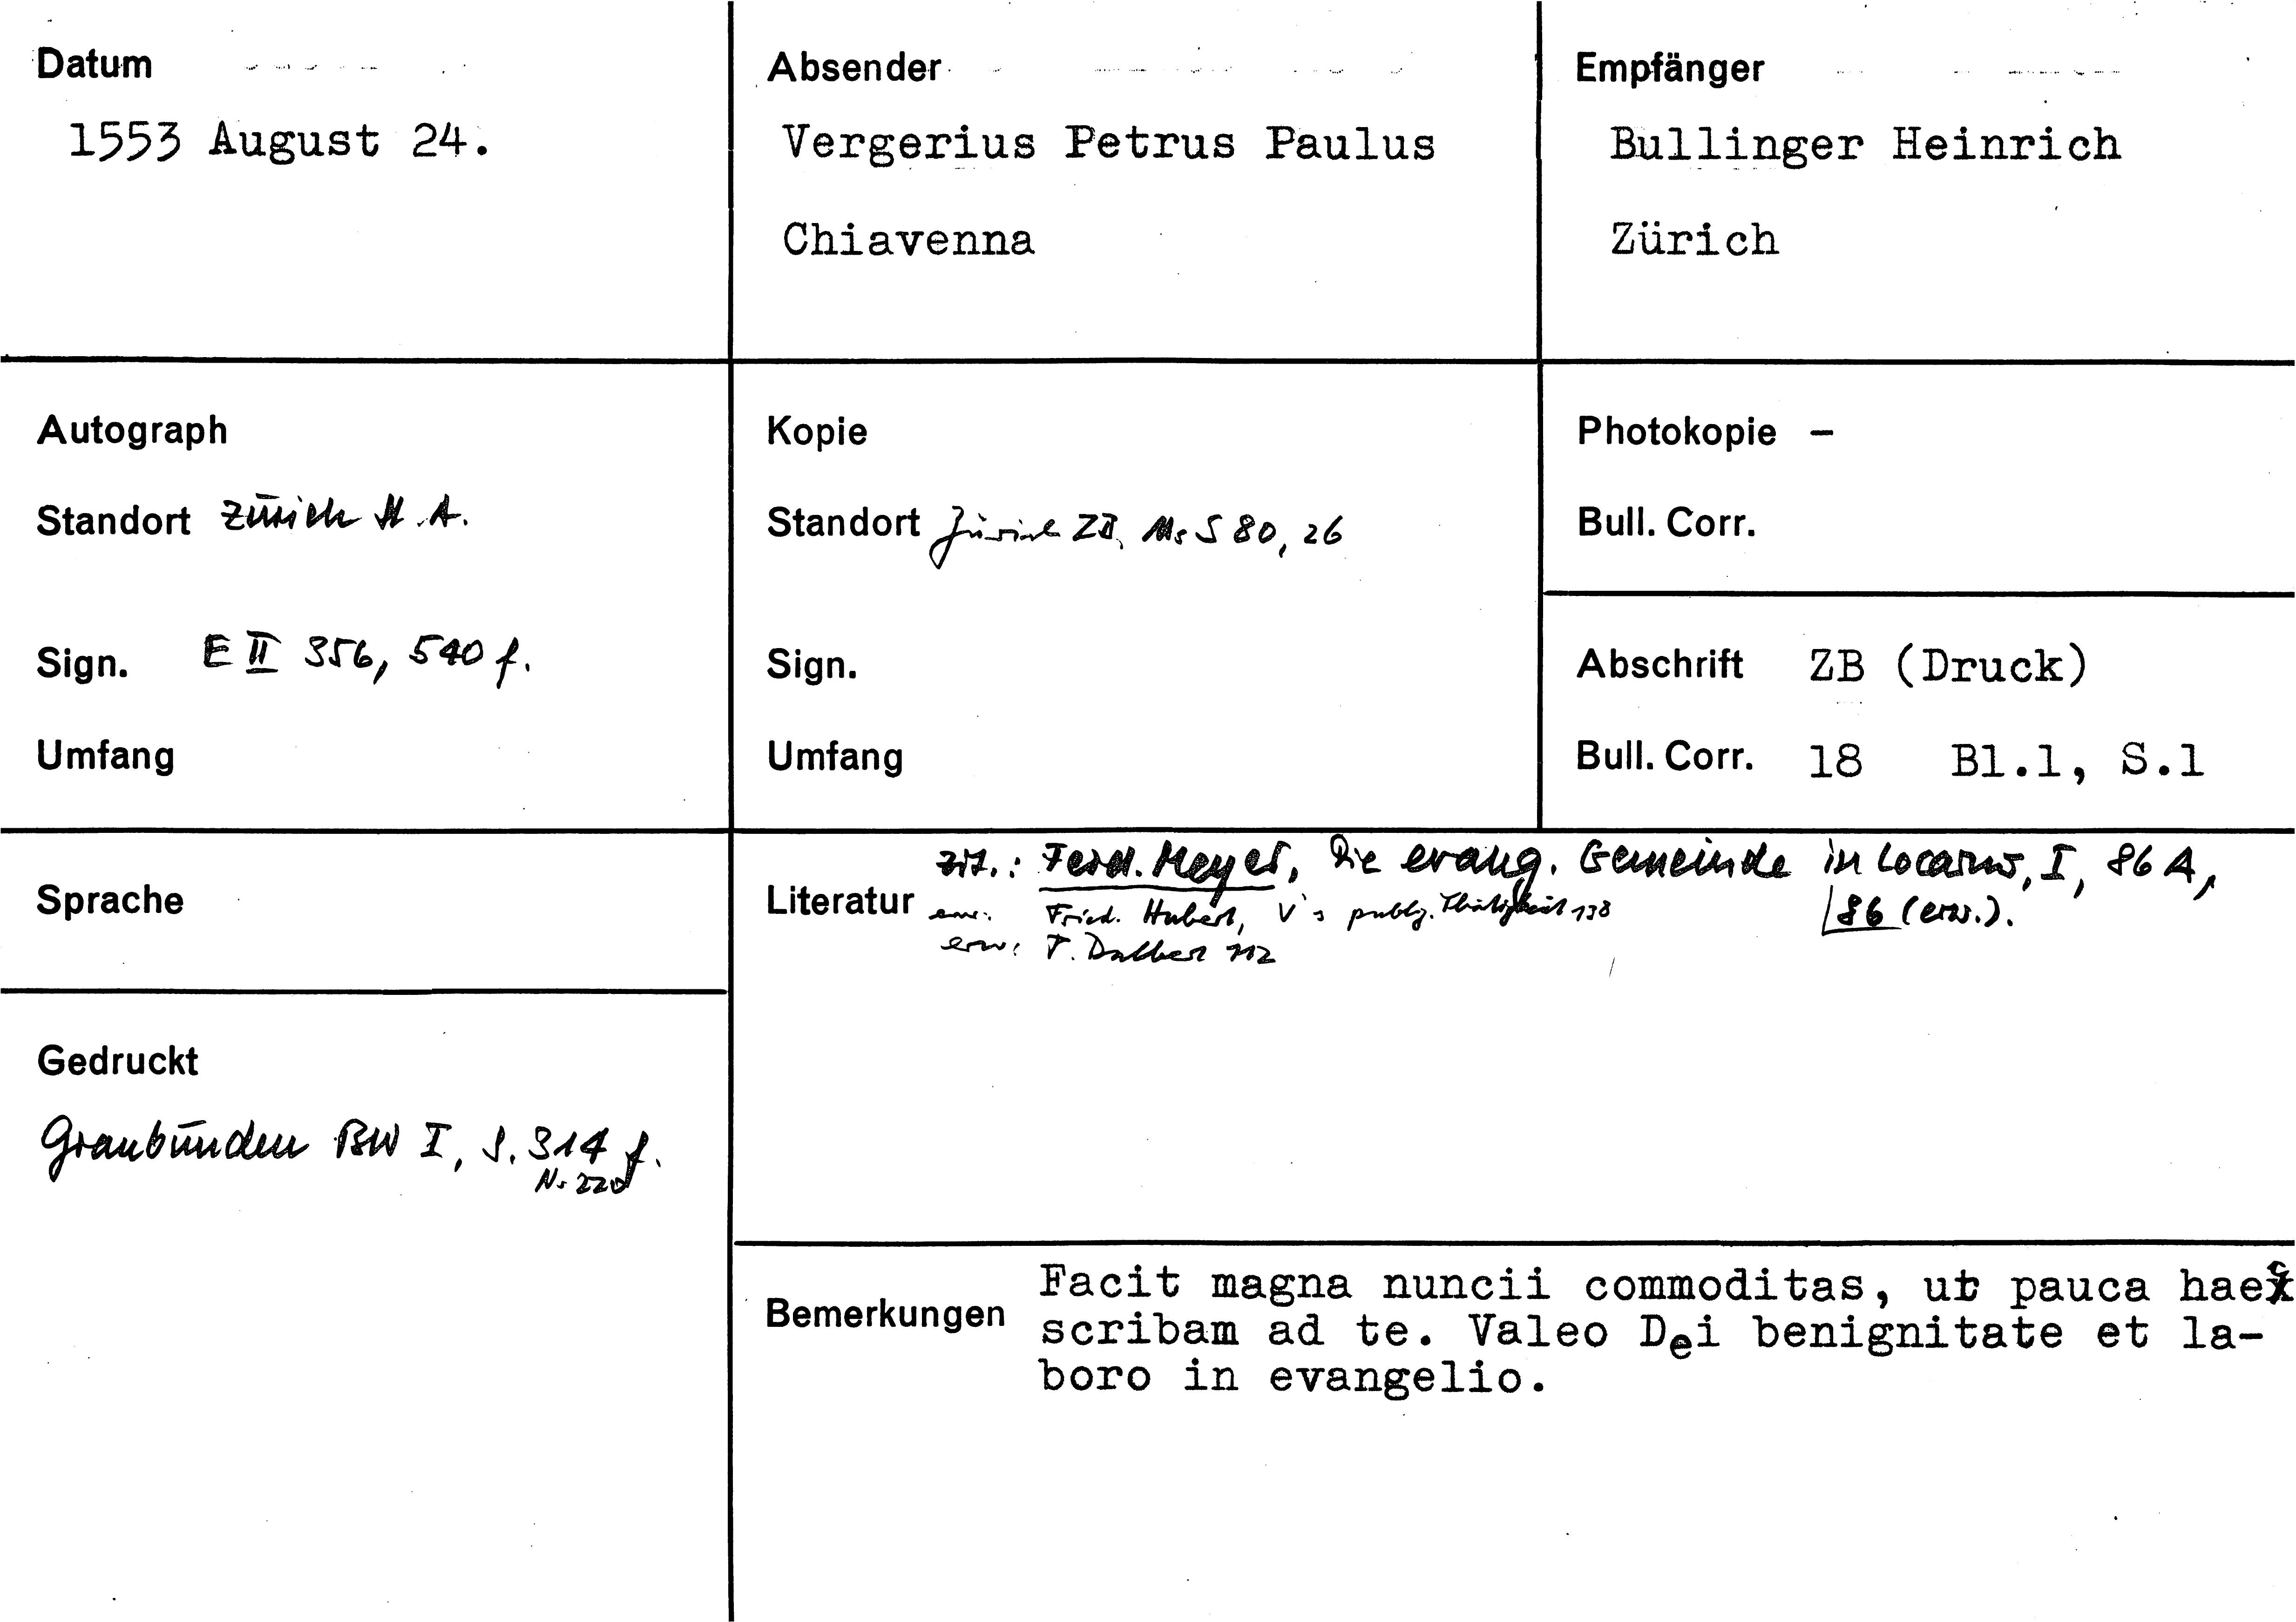 Datum
1553 August 24.
Absender
Vergerius Petrus Paulus
Chiavenna
Empfänger
Bullinger Heinrich
Zürich
Autograph
Standort Zürich St.A.
Sign. E II 356, 540 f.
Umfang
Kopie
Standort Zürich ZB, Ms S 80, 26
Sign.
Umfang
Photokopie –
Bull. Corr.
Abschrift ZB (Druck)
Bull. Corr. 18 Bl.1, S.1
Sprache
Gedruckt
Graubünden BW I, S. 314 f.
Nr 220
Literatur
zit.: Ferd. Meyer, Die evang. Gemeinde in Locarno, I, 86 A,
86 (erw.).
erw: Fried. Hubert, V's publiz. Thätigkeit 138
erw: T. Dalbert 112
Bemerkungen
Facit magna nuncii commoditas, ut pauca haec
scribam ad te. Valeo Dei benignitate et la-
boro in evangelio.